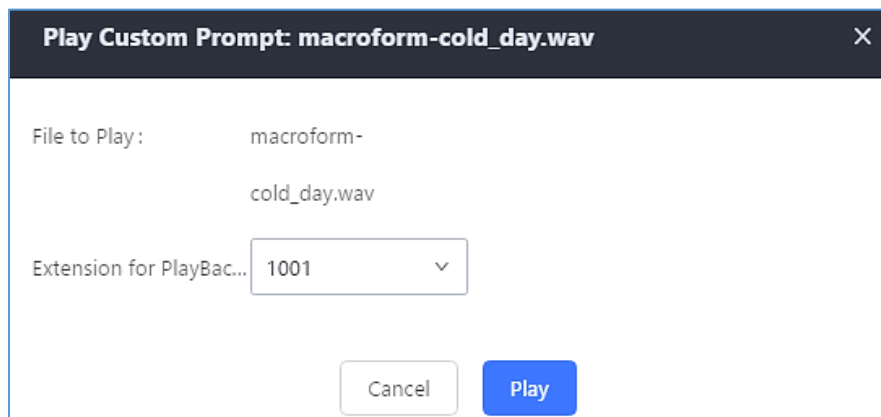 Play Custom Prompt: macroform-cold_day.wav
File to Play : macroform-
cold_day.wav
Extension for PlayBac... 1001
Cancel Play